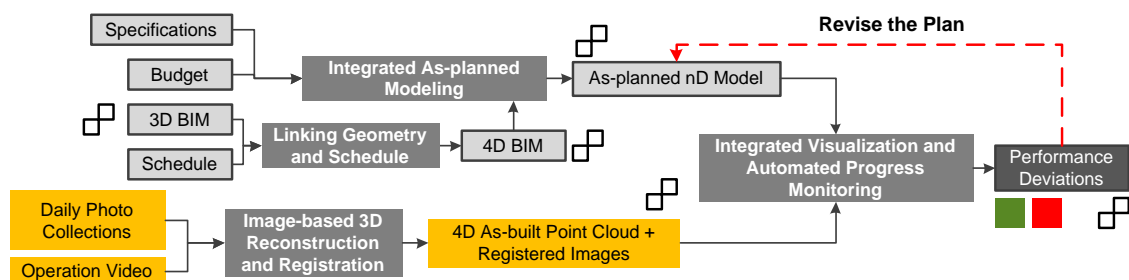 Specifications
Budget
3D BIM
Schedule
Integrated As-planned
Modeling
Linking Geometry
and Schedule
4D BIM
As-planned nD Model
Revise the Plan
Integrated Visualization and
Automated Progress
Monitoring
Performance
Deviations
Daily Photo
Collections
Operation Video
Image-based 3D
Reconstruction
and Registration
4D As-built Point Cloud +
Registered Images